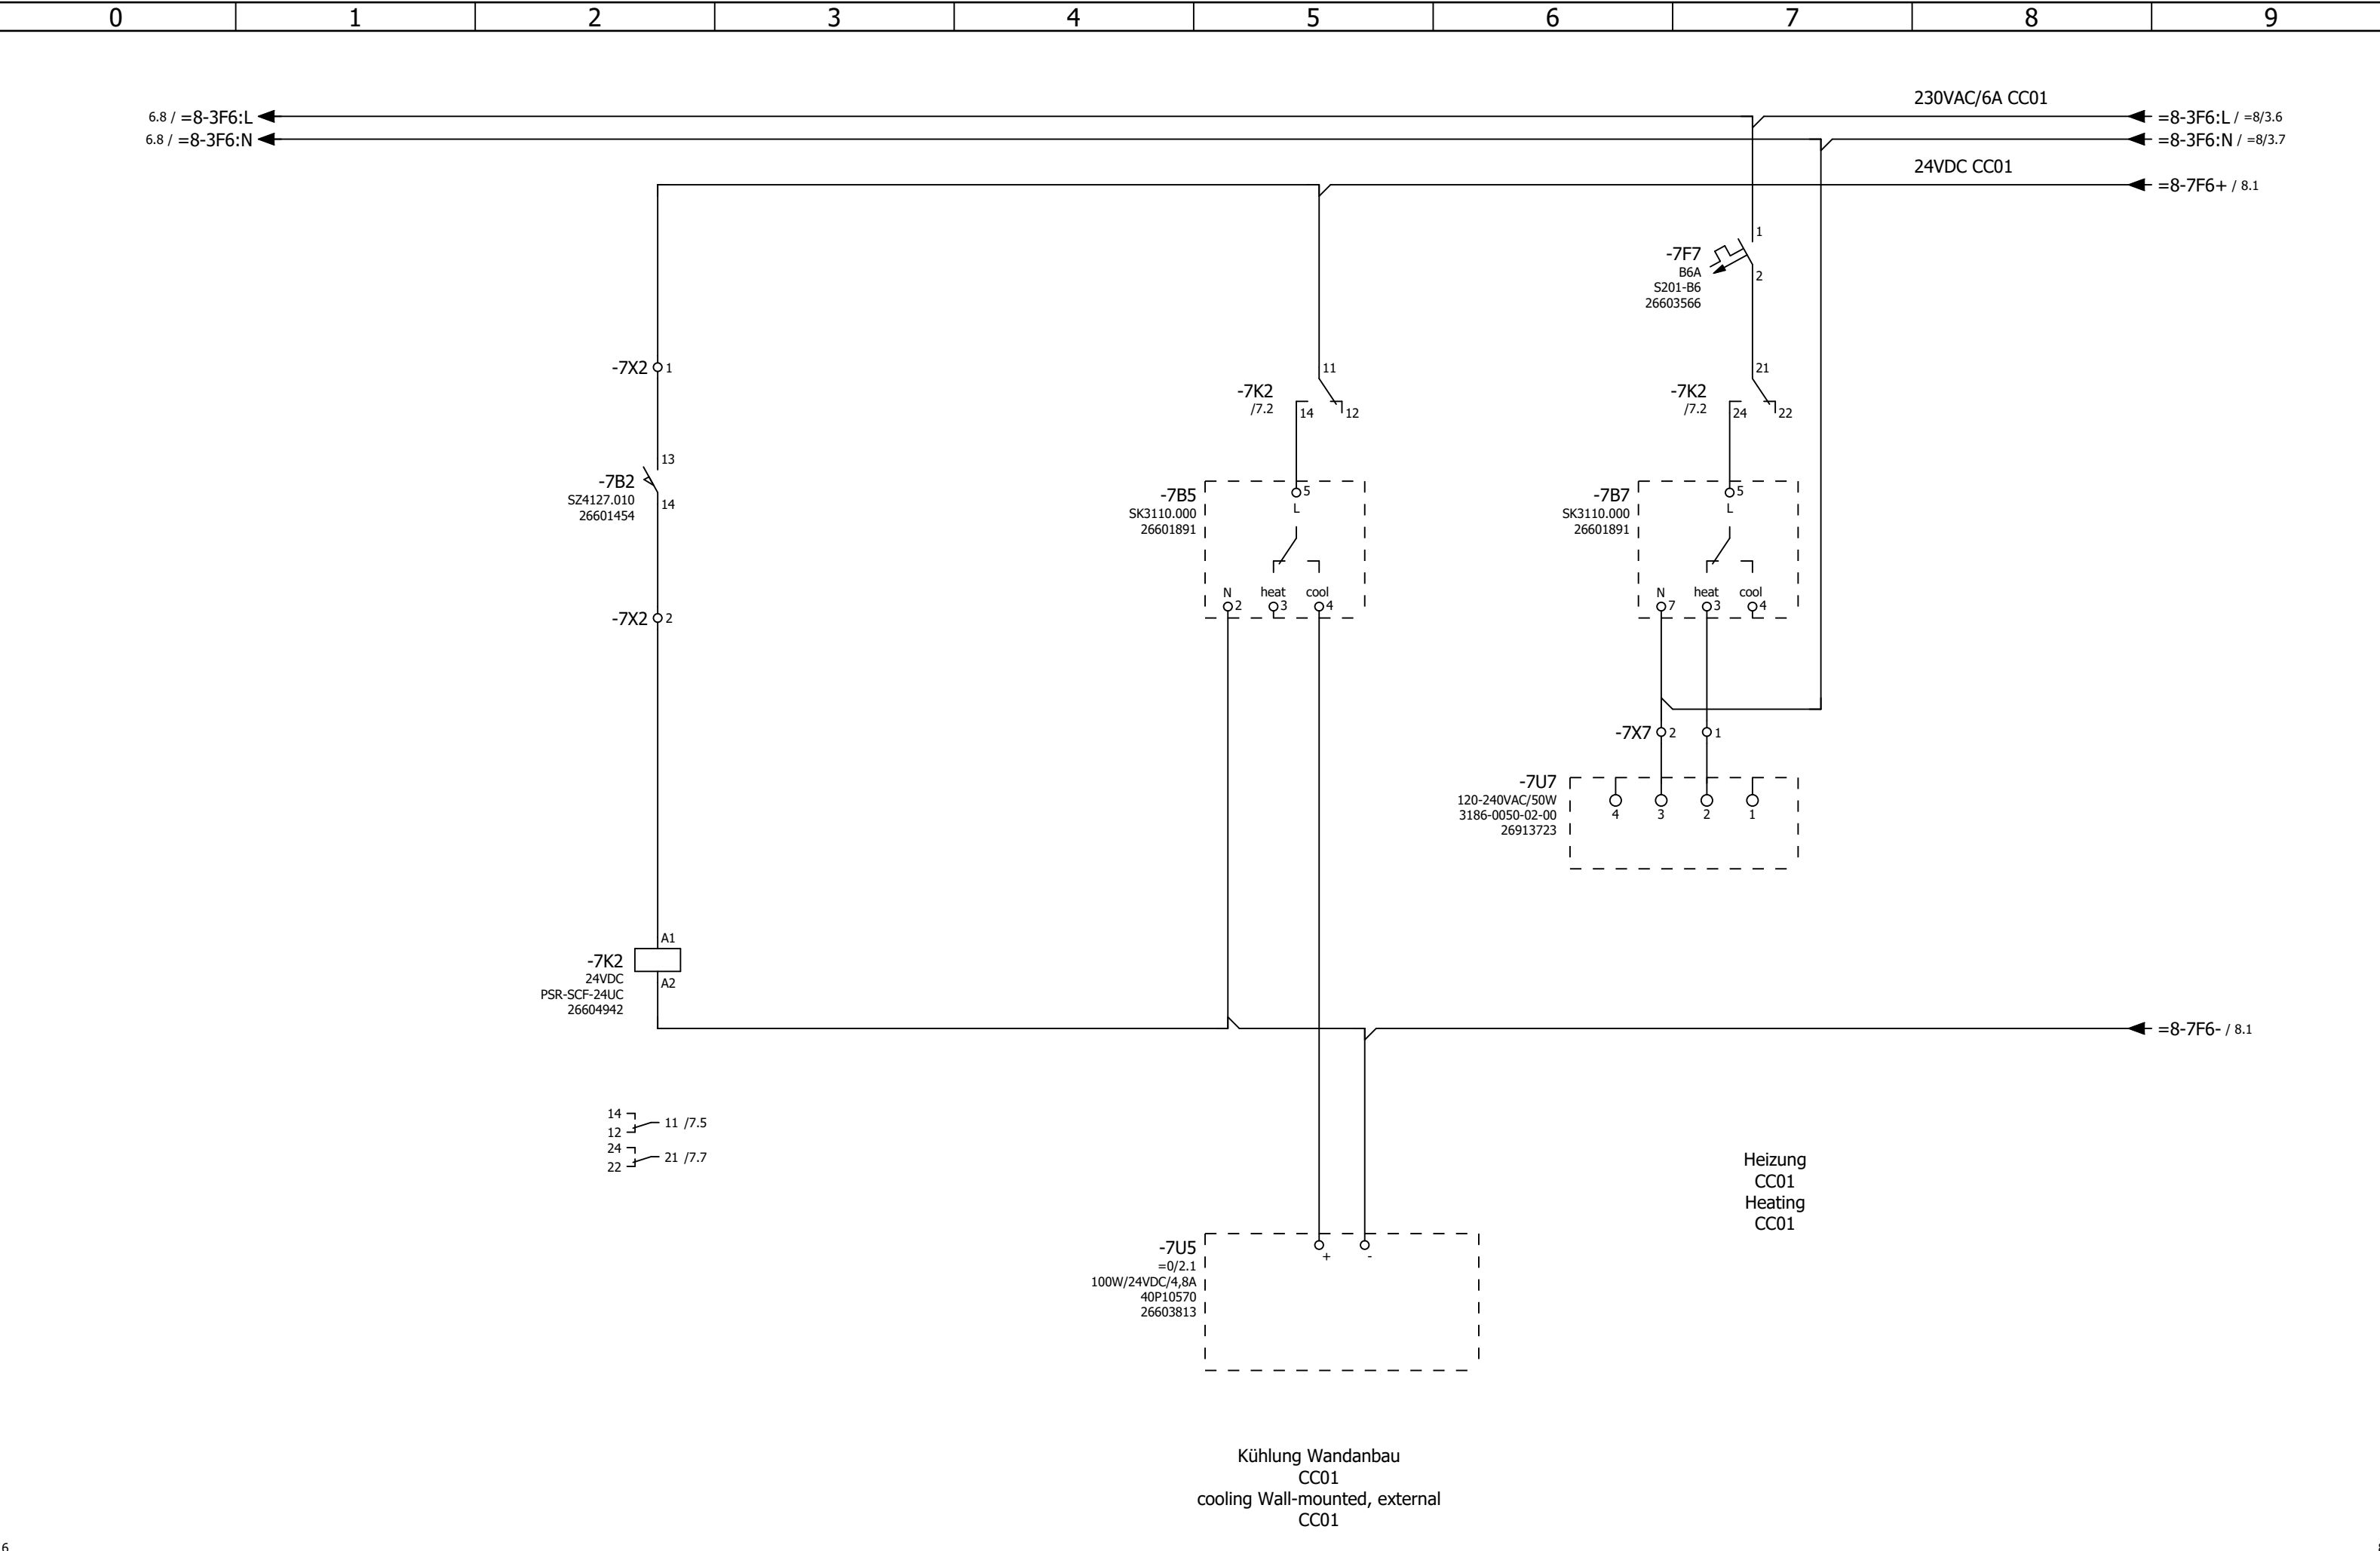 0 1 2 3 4 5 6 7 8 9
230VAC/6A CC01
6.8 / =8-3F6:L
=8-3F6:L / =8/3.6
6.8 / =8-3F6:N
=8-3F6:N / =8/3.7
24VDC CC01
=8-7F6+ / 8.1
-7F7
B6A
S201-B6
26603566
1
2
-7X2 1
13
-7B2
SZ4127.010
26601454
14
-7X2 2
A1
-7K2
24VDC
PSR-SCF-24UC
26604942
A2
14
12
11 /7.5
24
22
21 /7.7
11
-7K2
/7.2
14 12
-7B5
SK3110.000
26601891
5
L
N heat cool
2 3 4
21
-7K2
/7.2
24 22
-7B7
SK3110.000
26601891
5
L
N heat cool
7 3 4
-7X7 2 1
-7U7
120-240VAC/50W
3186-0050-02-00
26913723
4 3 2 1
=8-7F6- / 8.1
-7U5
=0/2.1
100W/24VDC/4,8A
40P10570
26603813
+ -
Heizung
CC01
Heating
CC01
Kühlung Wandanbau
CC01
cooling Wall-mounted, external
CC01
6